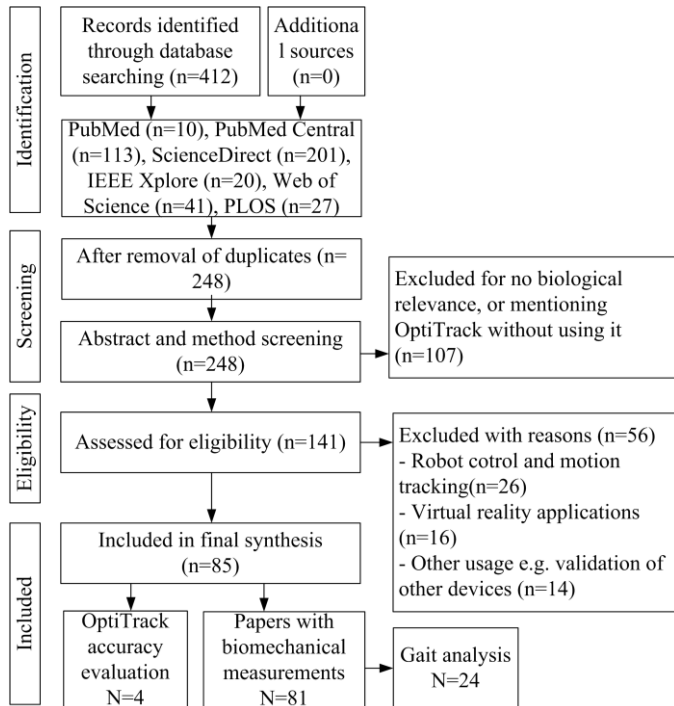 Identification
Records identified
through database
searching (n=412)
Additiona
l sources
(n=0)
PubMed (n=10), PubMed Central
(n=113), ScienceDirect (n=201),
IEEE Xplore (n=20), Web of
Science (n=41), PLOS (n=27)
Screening
After removal of duplicates (n=
248)
Abstract and method screening
(n=248)
Excluded for no biological
relevance, or mentioning
OptiTrack without using it
(n=107)
Eligibility
Assessed for eligibility (n=141)
Excluded with reasons (n=56)
- Robot cotrol and motion
tracking(n=26)
- Virtual reality applications
(n=16)
- Other usage e.g. validation of
other devices (n=14)
Included
Included in final synthesis
(n=85)
OptiTrack
accuracy
evaluation
N=4
Papers with
biomechanical
measurements
N=81
Gait analysis
N=24